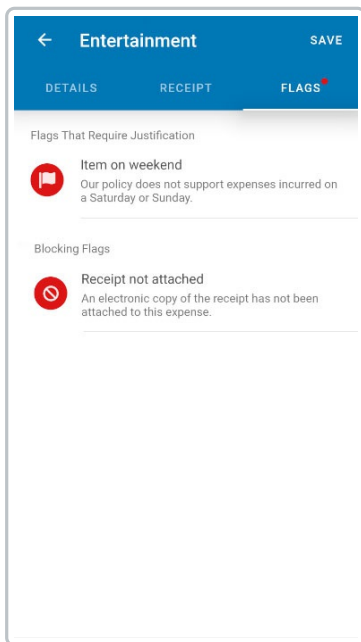 Entertainment SAVE
DETAILS RECEIPT FLAGS
Flags That Require Justification
Item on weekend
Our policy does not support expenses incurred on
a Saturday or Sunday.
Blocking Flags
Receipt not attached
An electronic copy of the receipt has not been
attached to this expense.